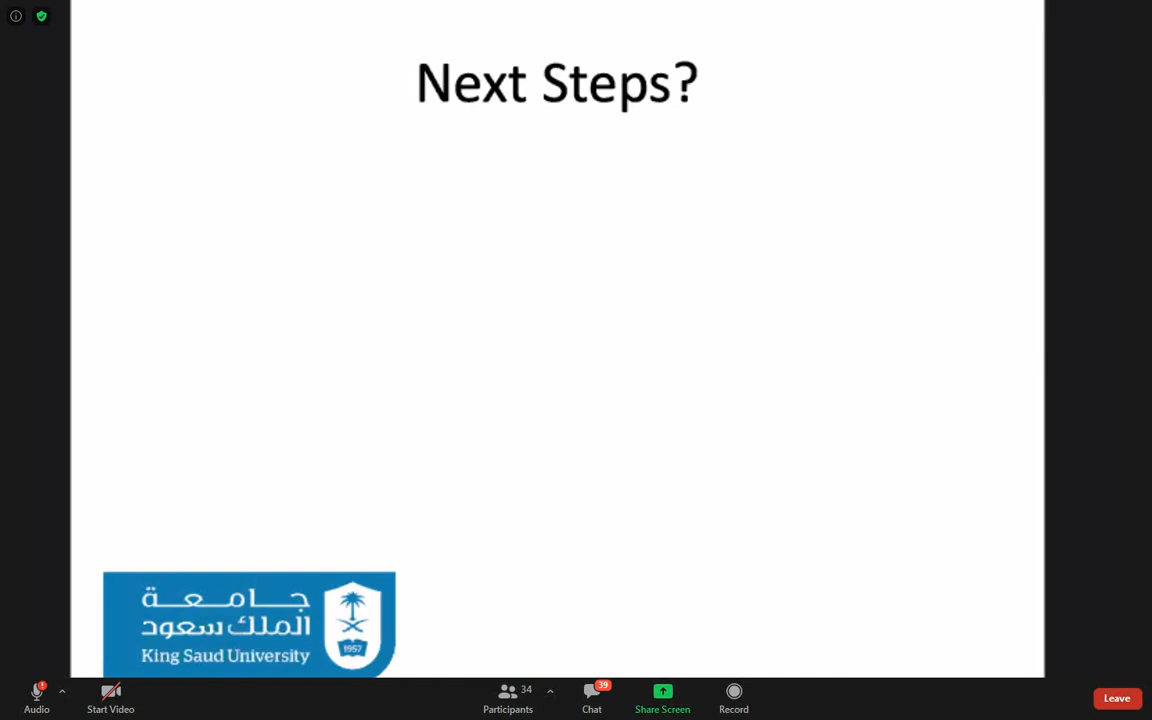 Next Steps?
جامعة
الملك سعود
King Saud University
1957
Audio
Start Video
34
Participants
39
Chat
Share Screen
Record
Leave